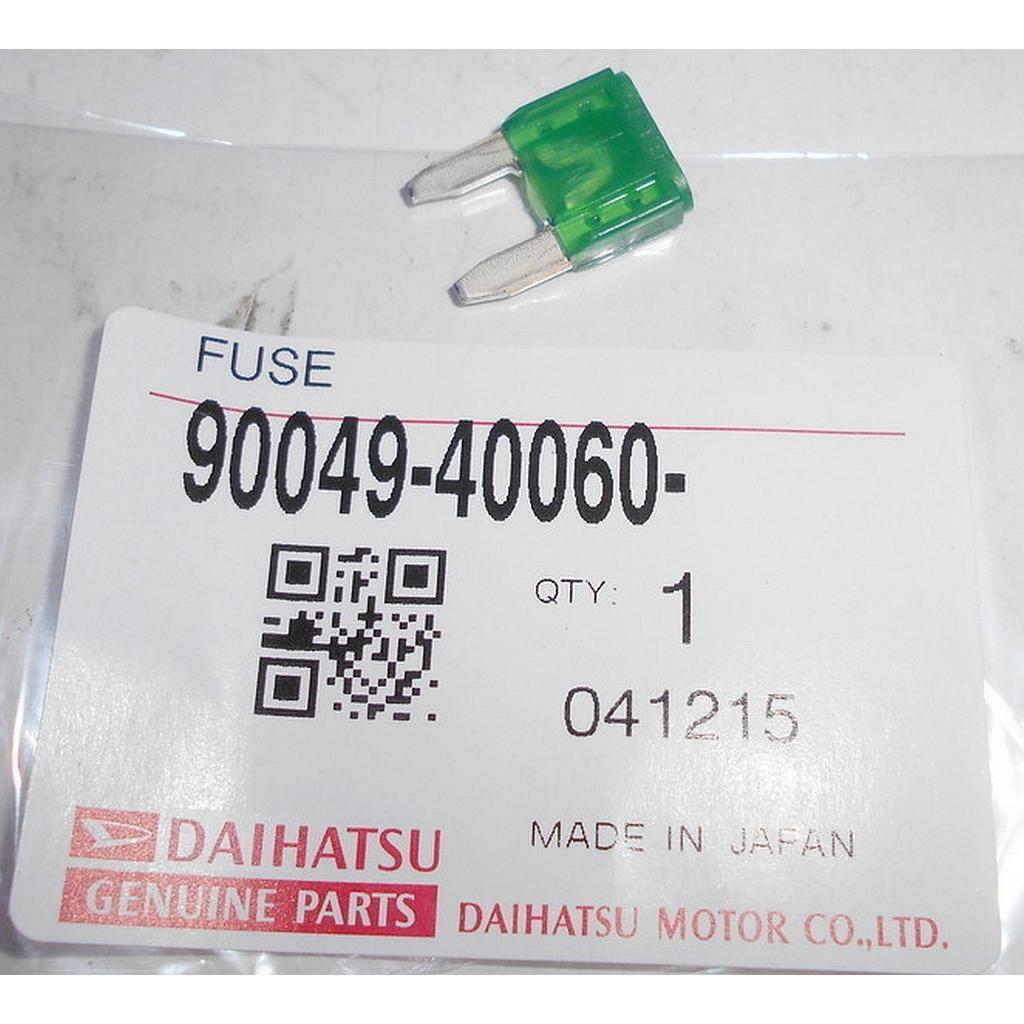 FUSE
90049-40060-
QTY: 1
041215
MADE IN JAPAN
DAIHATSU
GENUINE PARTS
DAIHATSU MOTOR CO.,LTD.